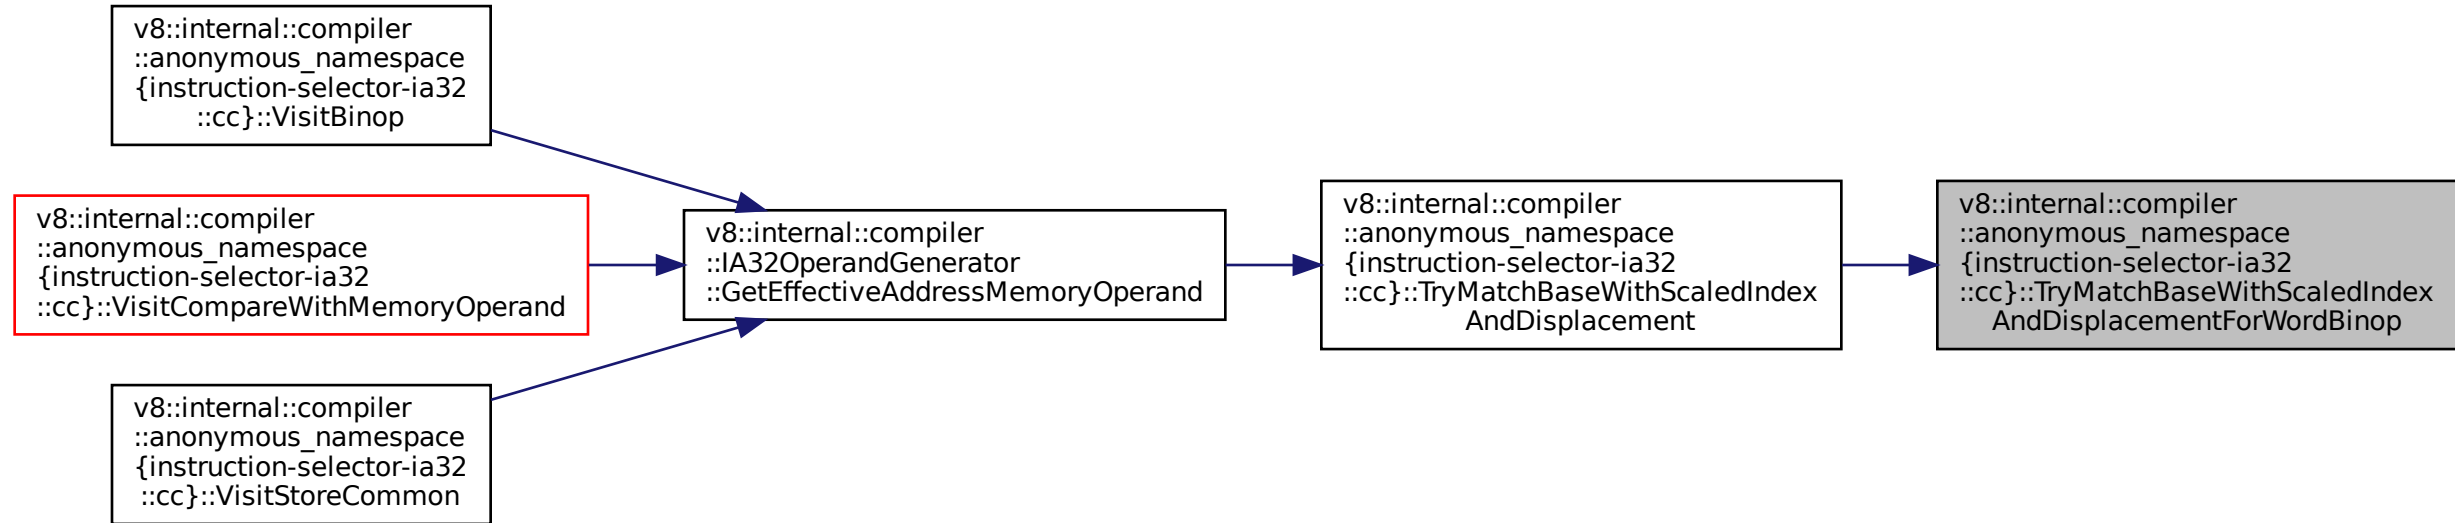 v8::internal::compiler
::anonymous_namespace
{instruction-selector-ia32
::cc}::VisitBinop
v8::internal::compiler
::anonymous_namespace
{instruction-selector-ia32
::cc}::VisitCompareWithMemoryOperand
v8::internal::compiler
::anonymous_namespace
{instruction-selector-ia32
::cc}::VisitStoreCommon
v8::internal::compiler
::IA32OperandGenerator
::GetEffectiveAddressMemoryOperand
v8::internal::compiler
::anonymous_namespace
{instruction-selector-ia32
::cc}::TryMatchBaseWithScaledIndex
AndDisplacement
v8::internal::compiler
::anonymous_namespace
{instruction-selector-ia32
::cc}::TryMatchBaseWithScaledIndex
AndDisplacementForWordBinop